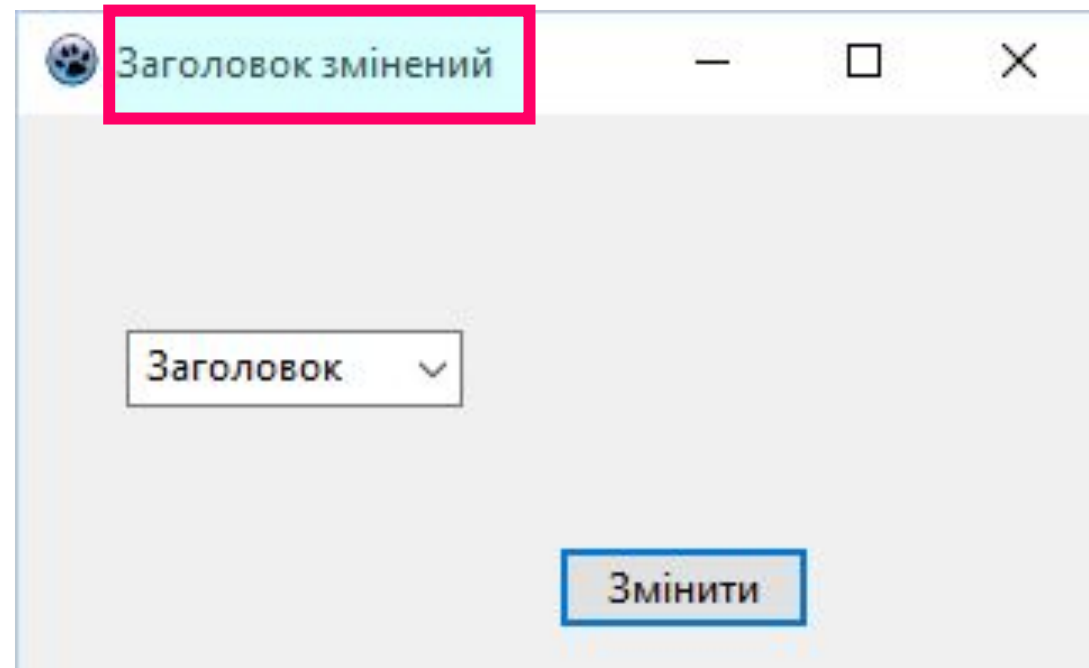 Заголовок змінений
Заголовок
Змінити